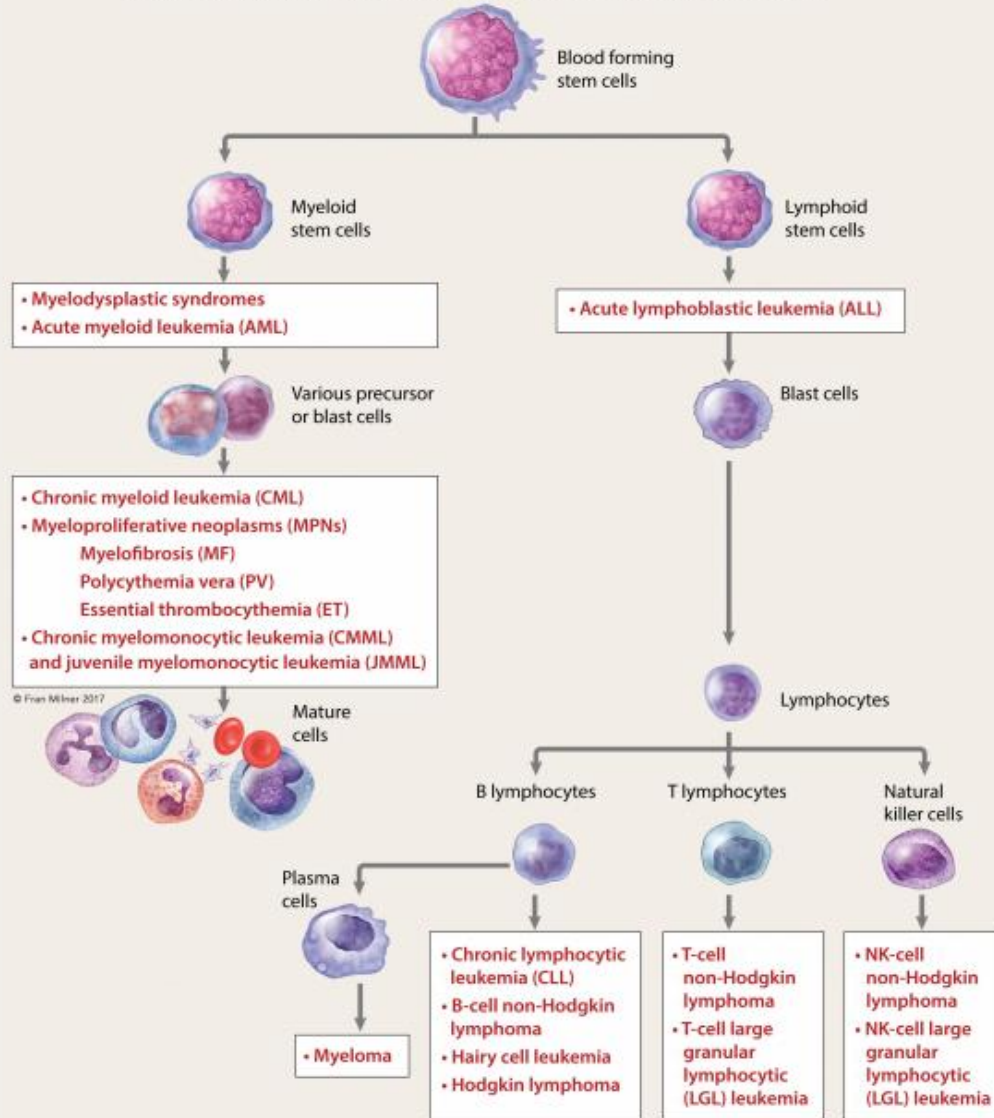 Blood forming
stem cells
Myeloid
stem cells
Lymphoid
stem cells
• Myelodysplastic syndromes
• Acute myeloid leukemia (AML)
• Acute lymphoblastic leukemia (ALL)
Various precursor
or blast cells
Blast cells
• Chronic myeloid leukemia (CML)
• Myeloproliferative neoplasms (MPNs)
Myelofibrosis (MF)
Polycythemia vera (PV)
Essential thrombocythemia (ET)
• Chronic myelomonocytic leukemia (CMML)
and juvenile myelomonocytic leukemia (JMML)
© Fran Milner 2017
Mature
cells
Lymphocytes
B lymphocytes
T lymphocytes
Natural
killer cells
Plasma
cells
• Myeloma
• Chronic lymphocytic
leukemia (CLL)
• B-cell non-Hodgkin
lymphoma
• Hairy cell leukemia
• Hodgkin lymphoma
• T-cell
non-Hodgkin
lymphoma
• T-cell large
granular
lymphocytic
(LGL) leukemia
• NK-cell
non-Hodgkin
lymphoma
• NK-cell large
granular
lymphocytic
(LGL) leukemia